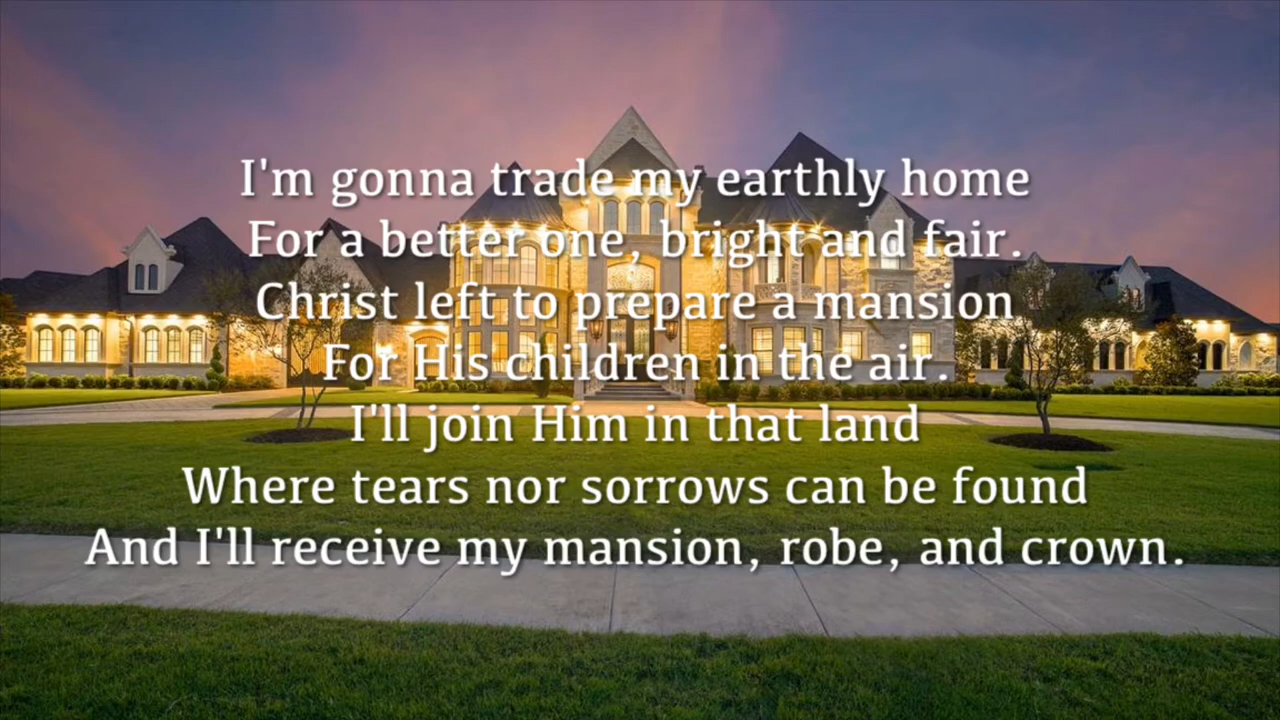 I'm gonna trade my earthly home
For a better one, bright and fair.
Christ left to prepare a mansion
For His children in the air.
I'll join Him in that land
Where tears nor sorrows can be found
And I'll receive my mansion, robe, and crown.